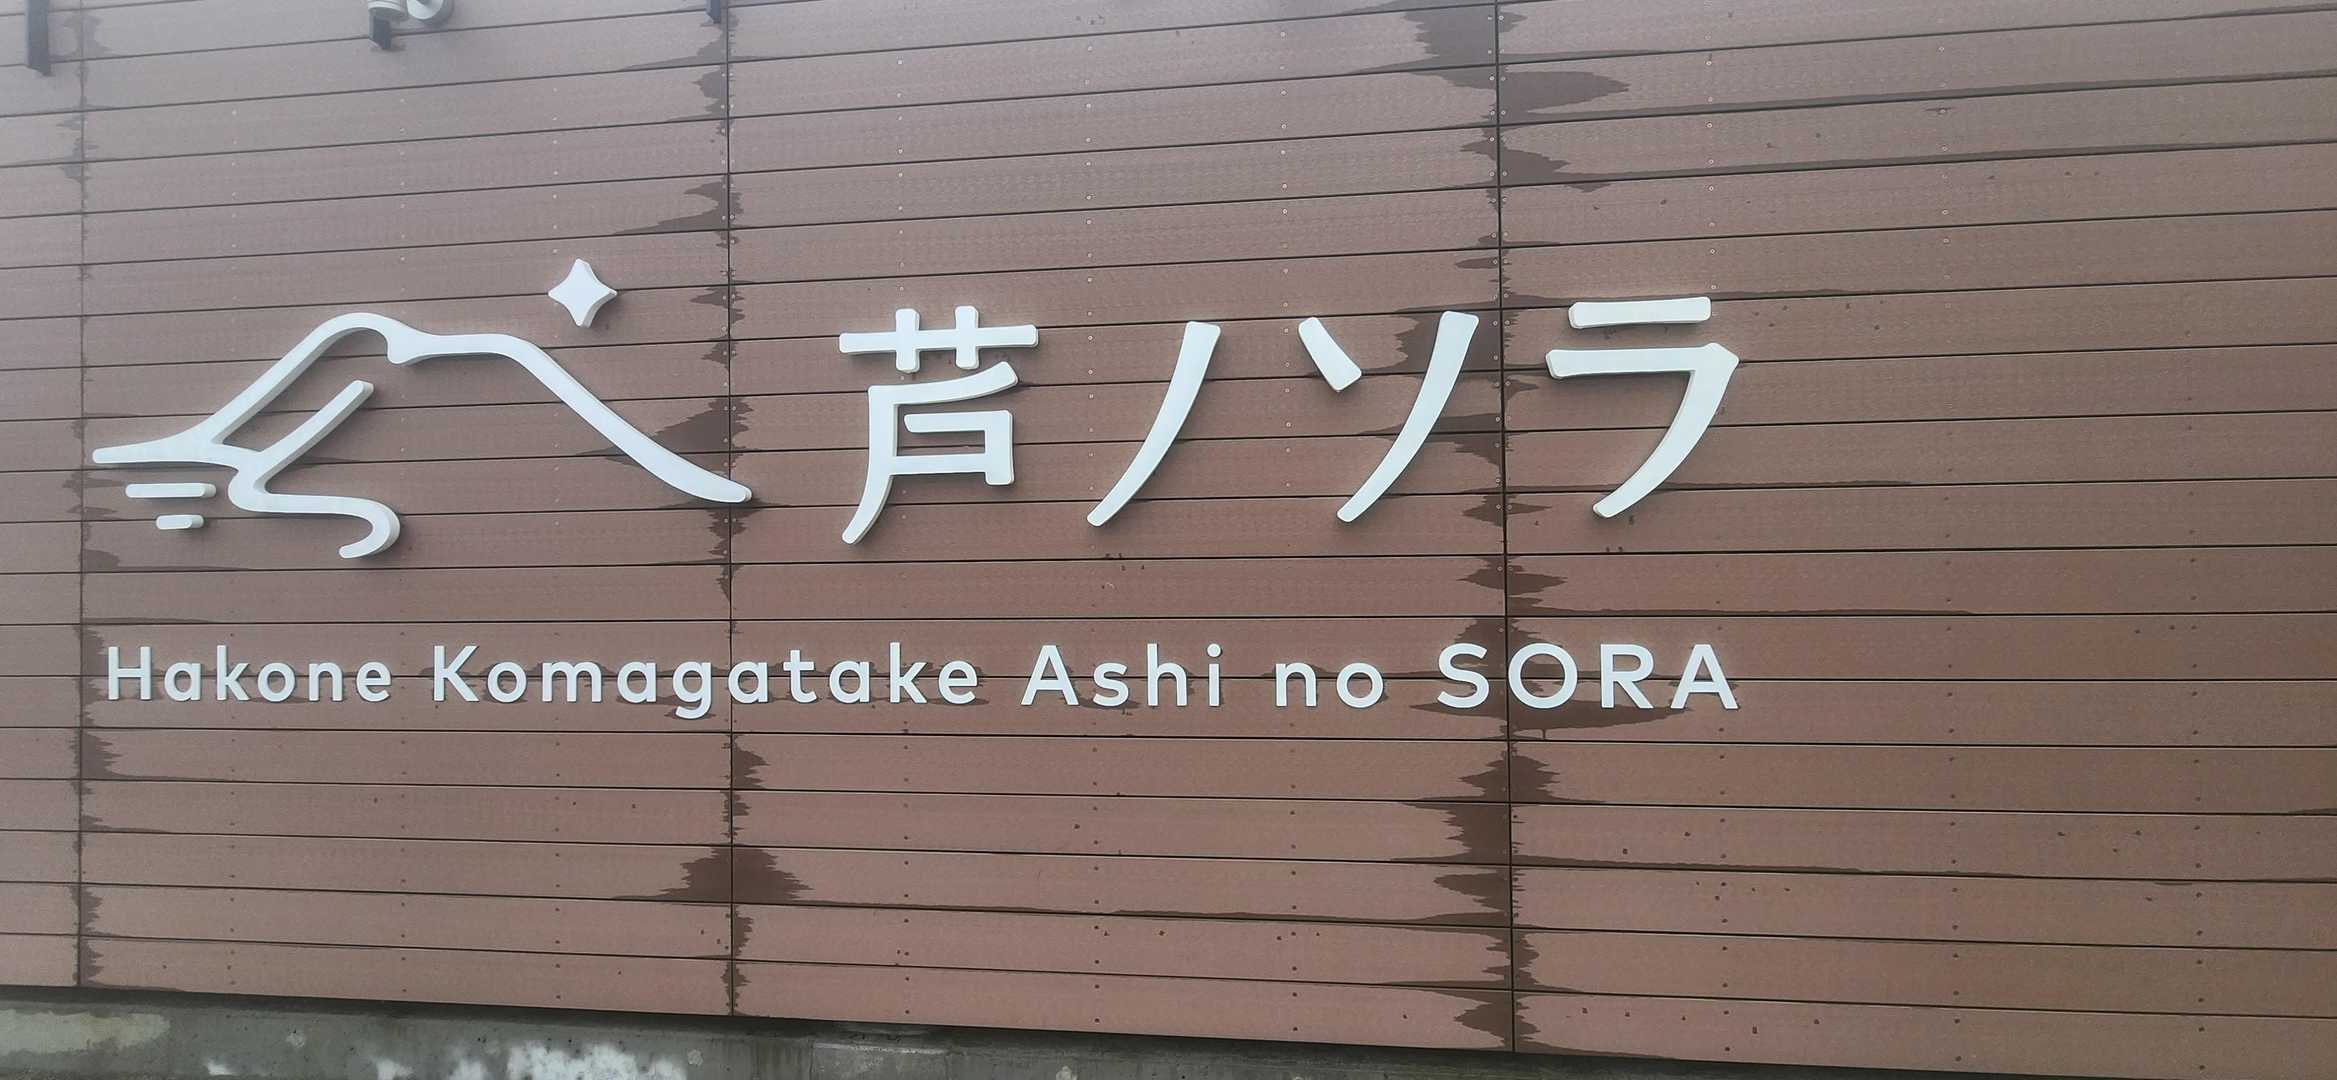 芦ノソラ
Hakone Komagatake Ashi no SORA